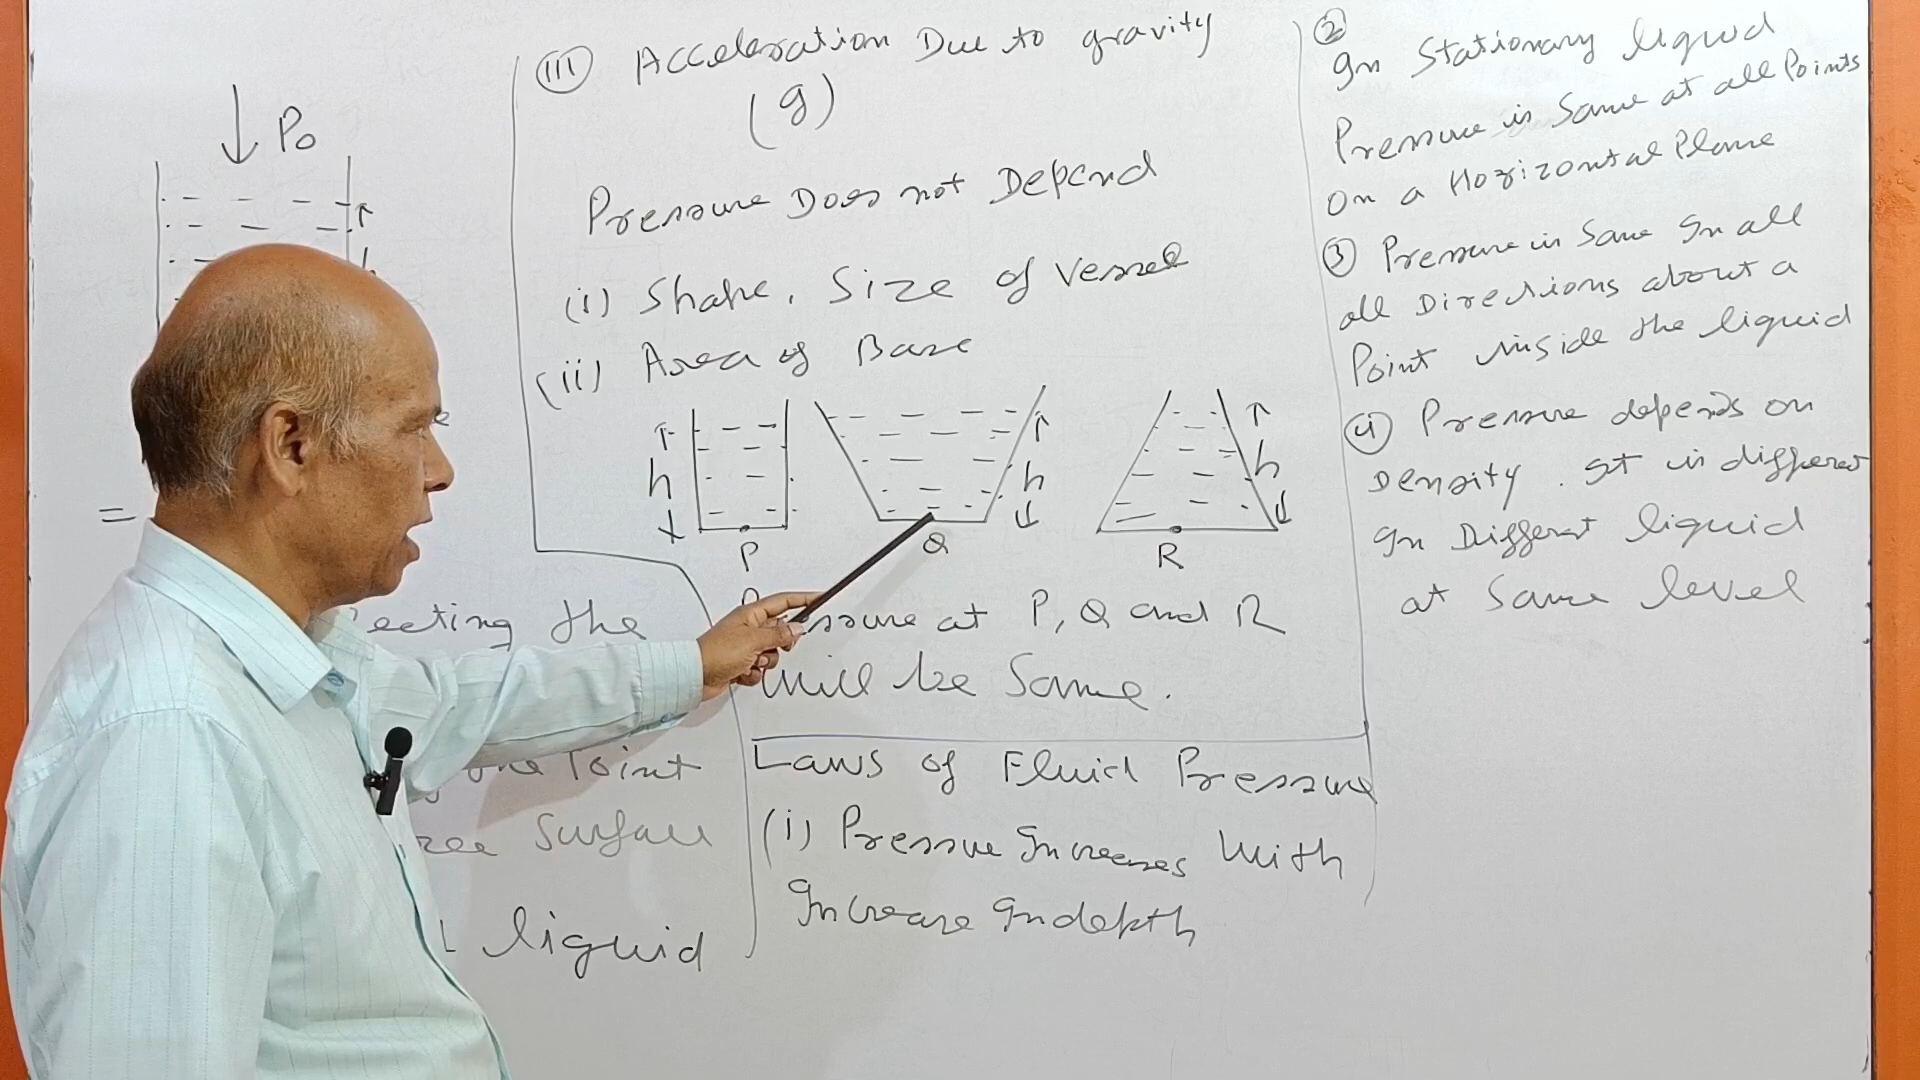 P₀
h
e
=
ecting the
the Point
ree Surface
L liquid
(iii) Acceleration Due to gravity
(g)
Pressure Does not Depend
(i) Shape, Size of Vessel
(ii) Area of Base
h
h
h
P
Q
R
Pressure at P, Q and R
will be Same.
Laws of Fluid Pressure
(i) Pressure Increases With
Increase In depth
②
In Stationary liquid
Pressure is Same at all Points
on a Horizontal Plane
③ Pressure is Same In all
all Directions about a
Point inside the liquid
④ Pressure depends on
Density. It is different
In Different liquid
at Same level